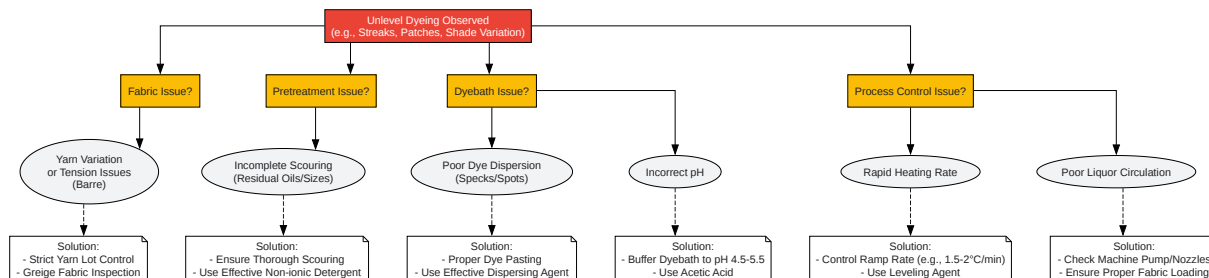 Unlevel Dyeing Observed
(e.g., Streaks, Patches, Shade Variation)
Fabric Issue?
Pretreatment Issue?
Dyebath Issue?
Process Control Issue?
Yarn Variation
or Tension Issues
(Barre)
Incomplete Scouring
(Residual Oils/Sizes)
Poor Dye Dispersion
(Specks/Spots)
Incorrect pH
Rapid Heating Rate
Poor Liquor Circulation
Solution:
- Strict Yarn Lot Control
- Greige Fabric Inspection
Solution:
- Ensure Thorough Scouring
- Use Effective Non-ionic Detergent
Solution:
- Proper Dye Pasting
- Use Effective Dispersing Agent
Solution:
- Buffer Dyebath to pH 4.5-5.5
- Use Acetic Acid
Solution:
- Control Ramp Rate (e.g., 1.5-2°C/min)
- Use Leveling Agent
Solution:
- Check Machine Pump/Nozzles
- Ensure Proper Fabric Loading